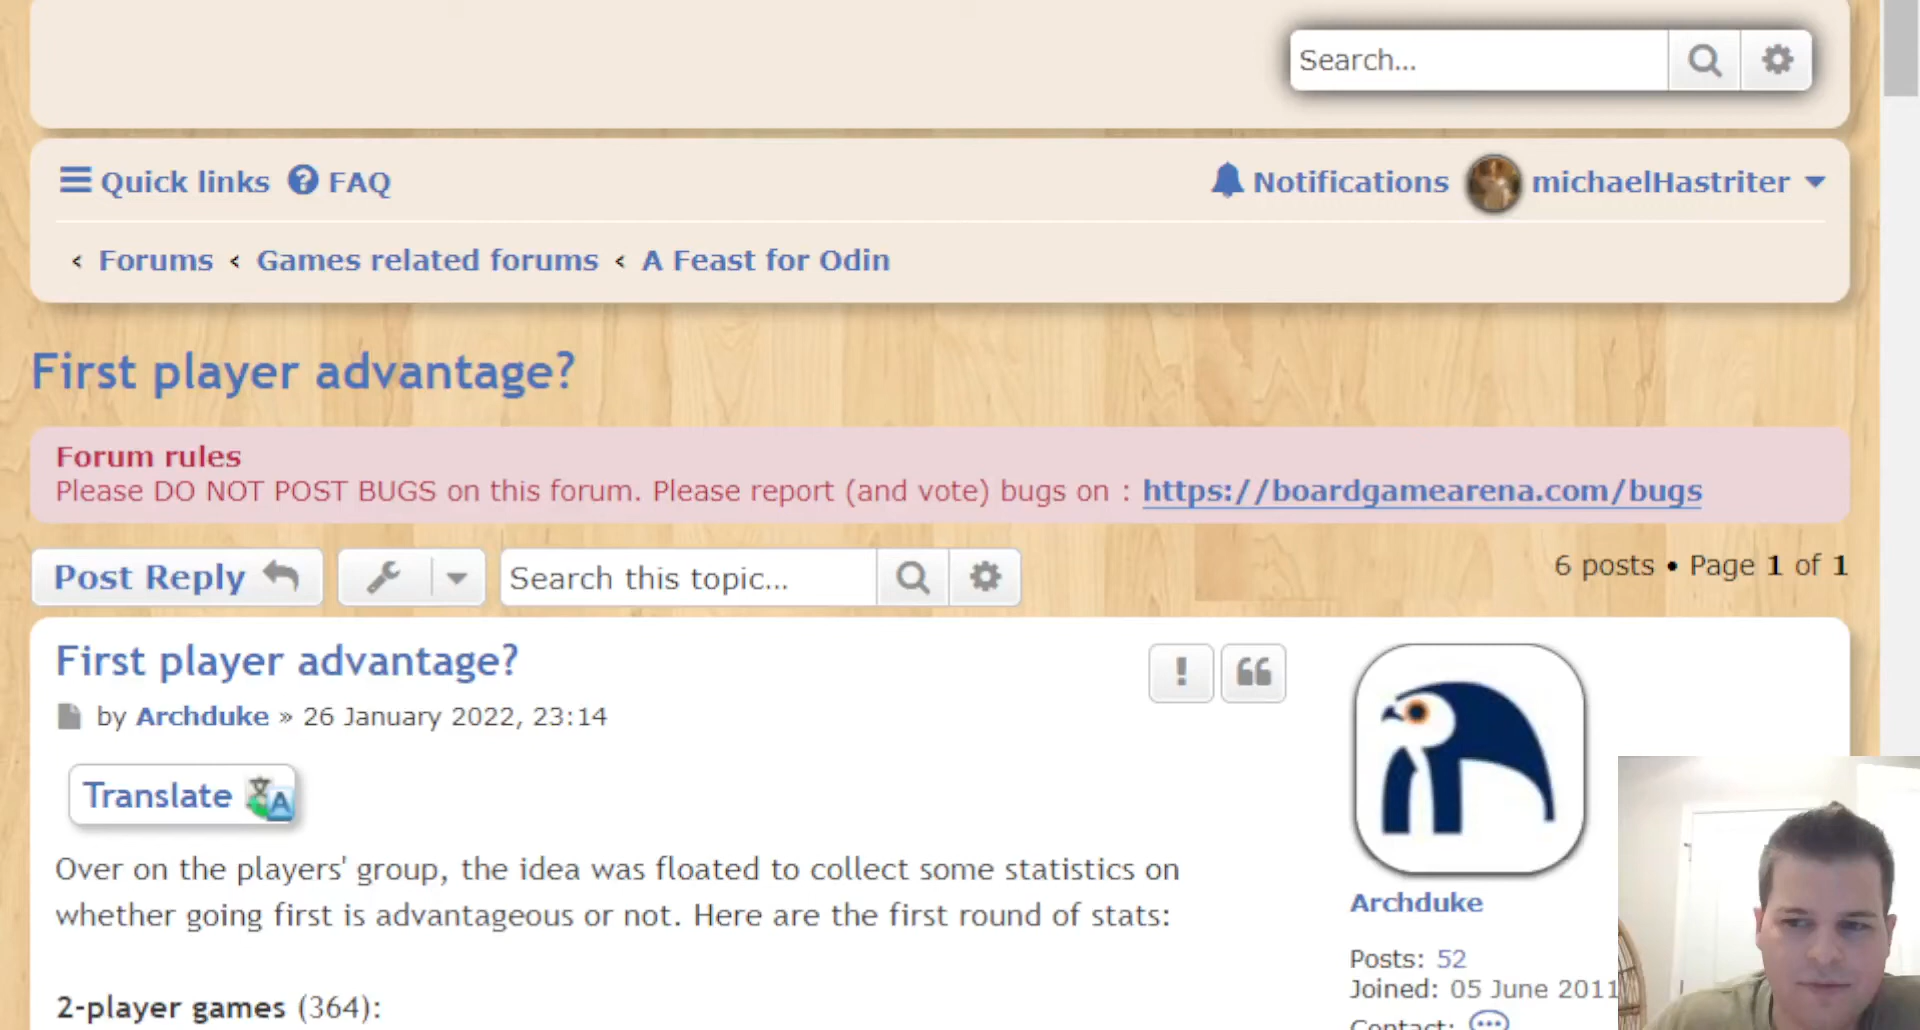 Search...
Quick links FAQ
Notifications michaelHastriter
‹ Forums ‹ Games related forums ‹ A Feast for Odin
First player advantage?
Forum rules
Please DO NOT POST BUGS on this forum. Please report (and vote) bugs on : https://boardgamearena.com/bugs
Post Reply
Search this topic...
6 posts • Page 1 of 1
First player advantage?
by Archduke » 26 January 2022, 23:14
Translate
Over on the players' group, the idea was floated to collect some statistics on
whether going first is advantageous or not. Here are the first round of stats:
2-player games (364):
Archduke
Posts: 52
Joined: 05 June 2011
Contact: